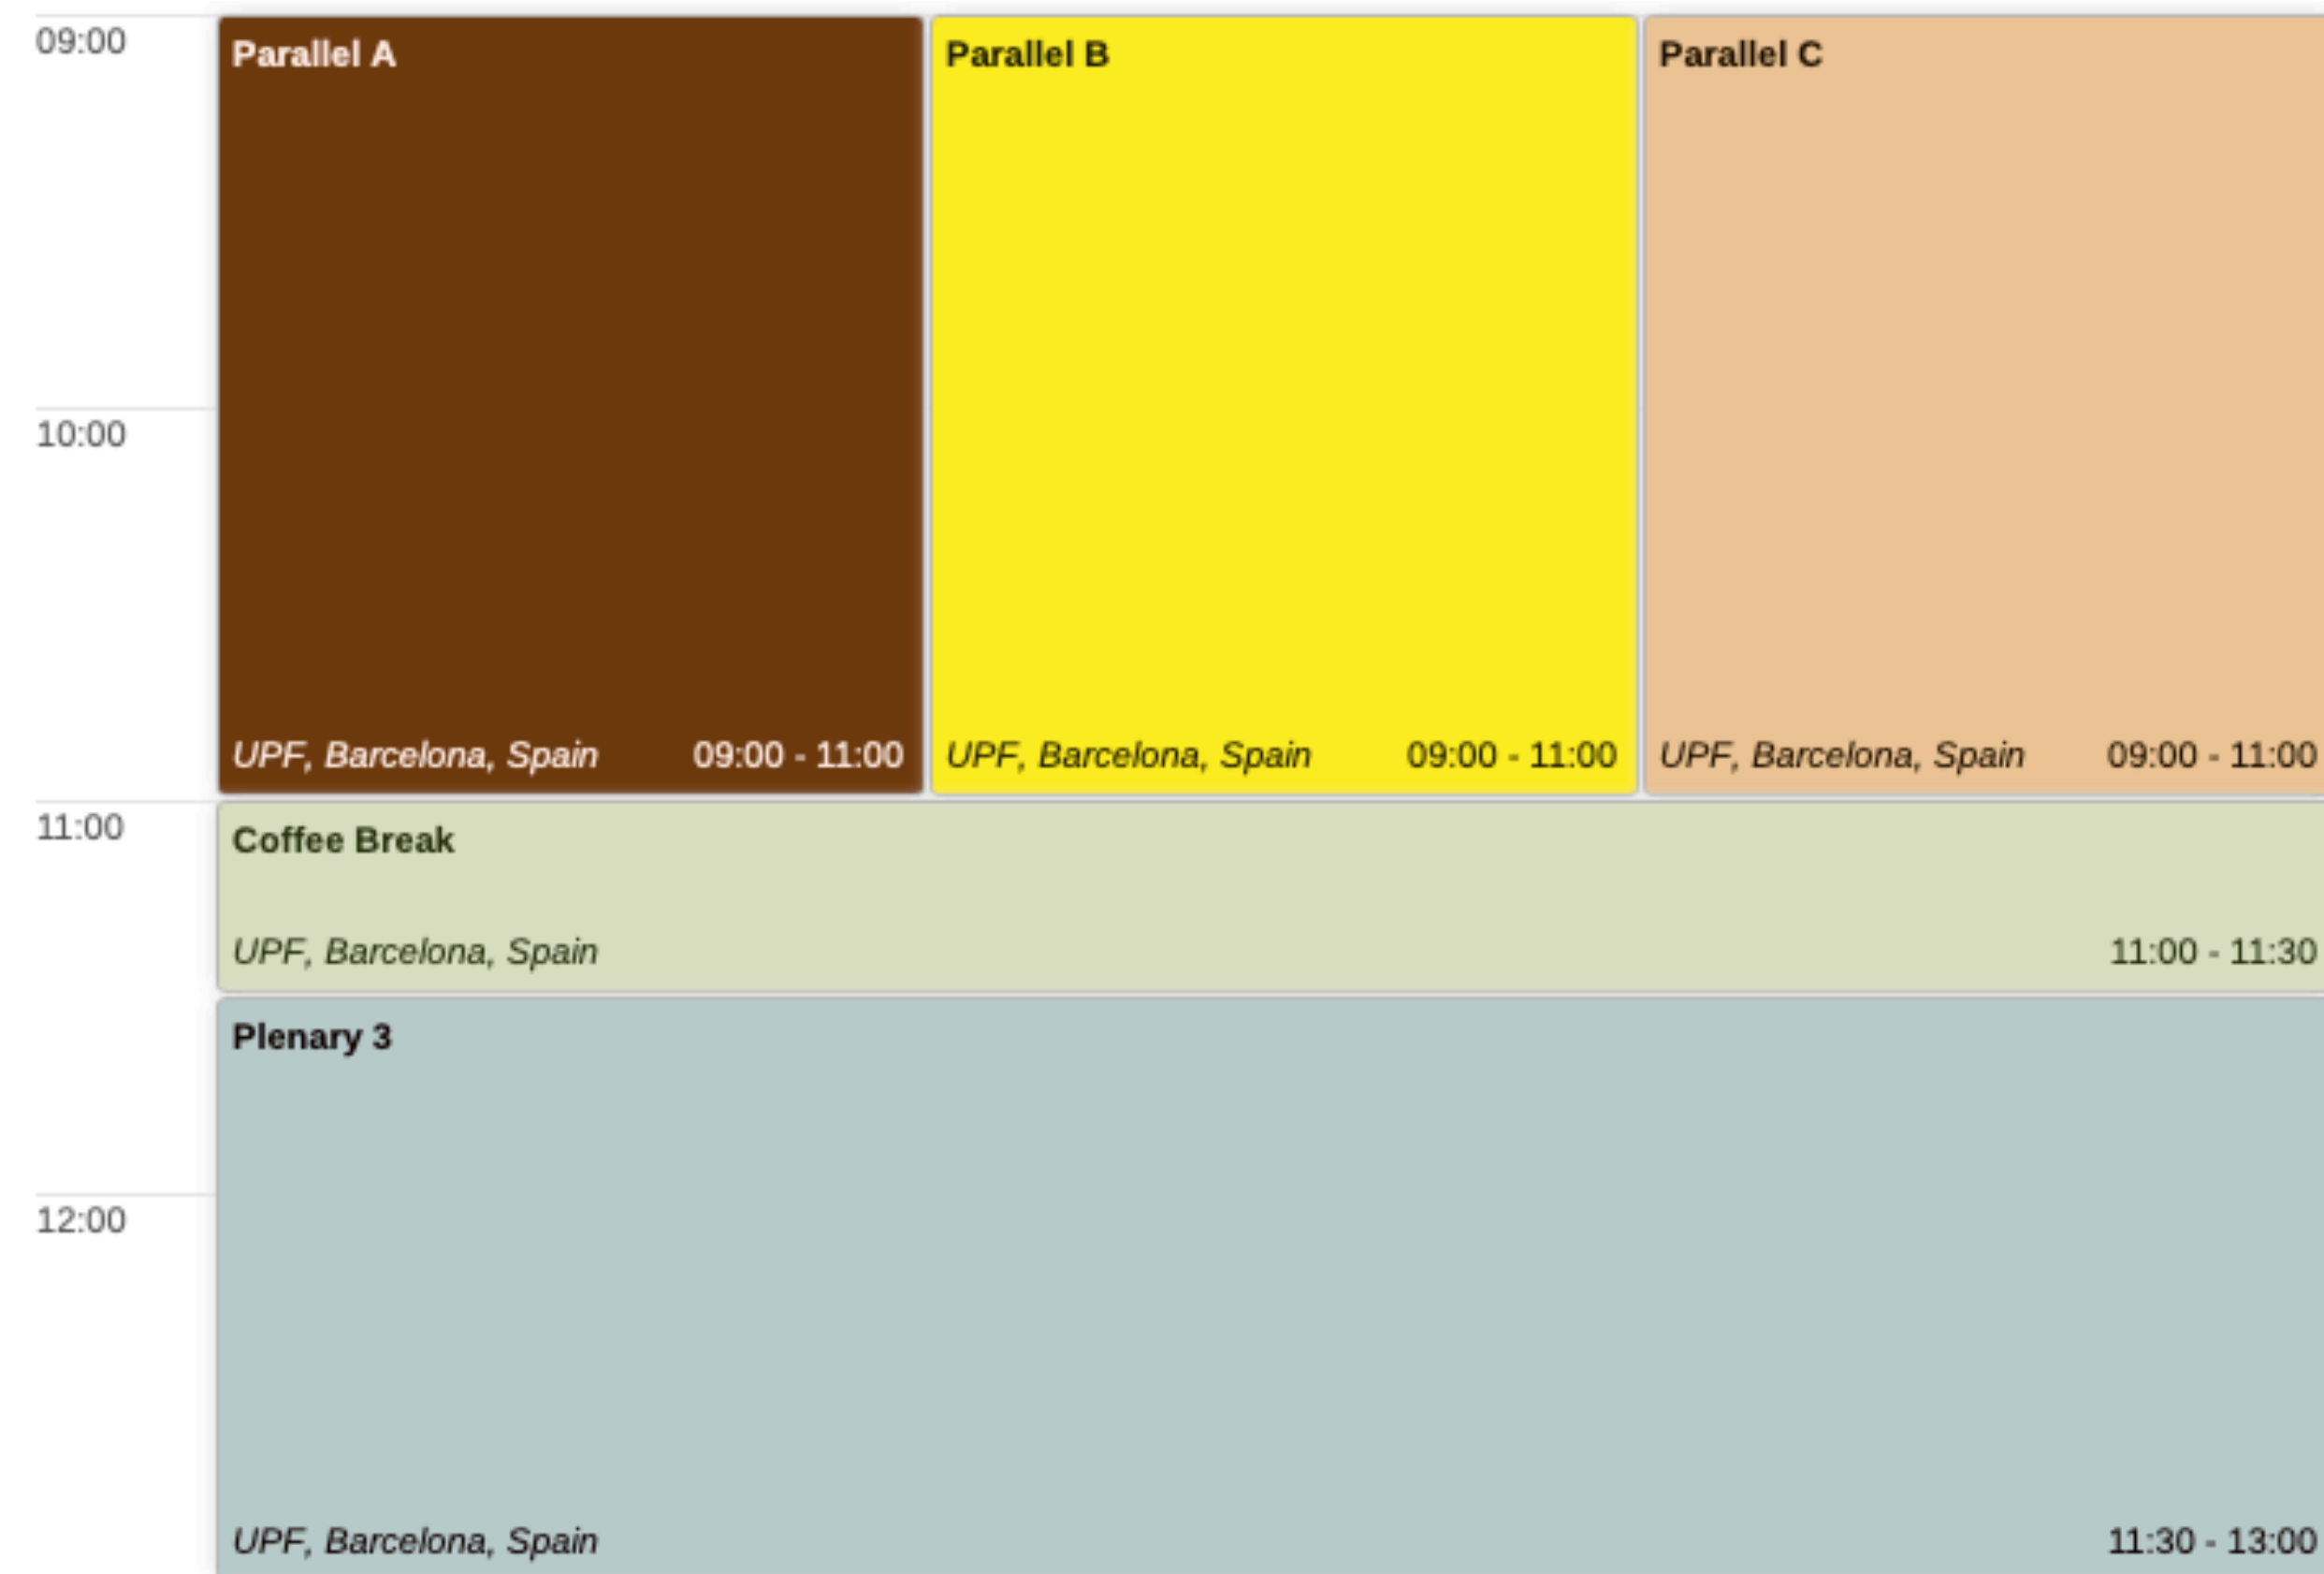 09:00
Parallel A
Parallel B
Parallel C
10:00
UPF, Barcelona, Spain 09:00 - 11:00
UPF, Barcelona, Spain 09:00 - 11:00
UPF, Barcelona, Spain 09:00 - 11:00
11:00
Coffee Break
UPF, Barcelona, Spain 11:00 - 11:30
Plenary 3
12:00
UPF, Barcelona, Spain 11:30 - 13:00